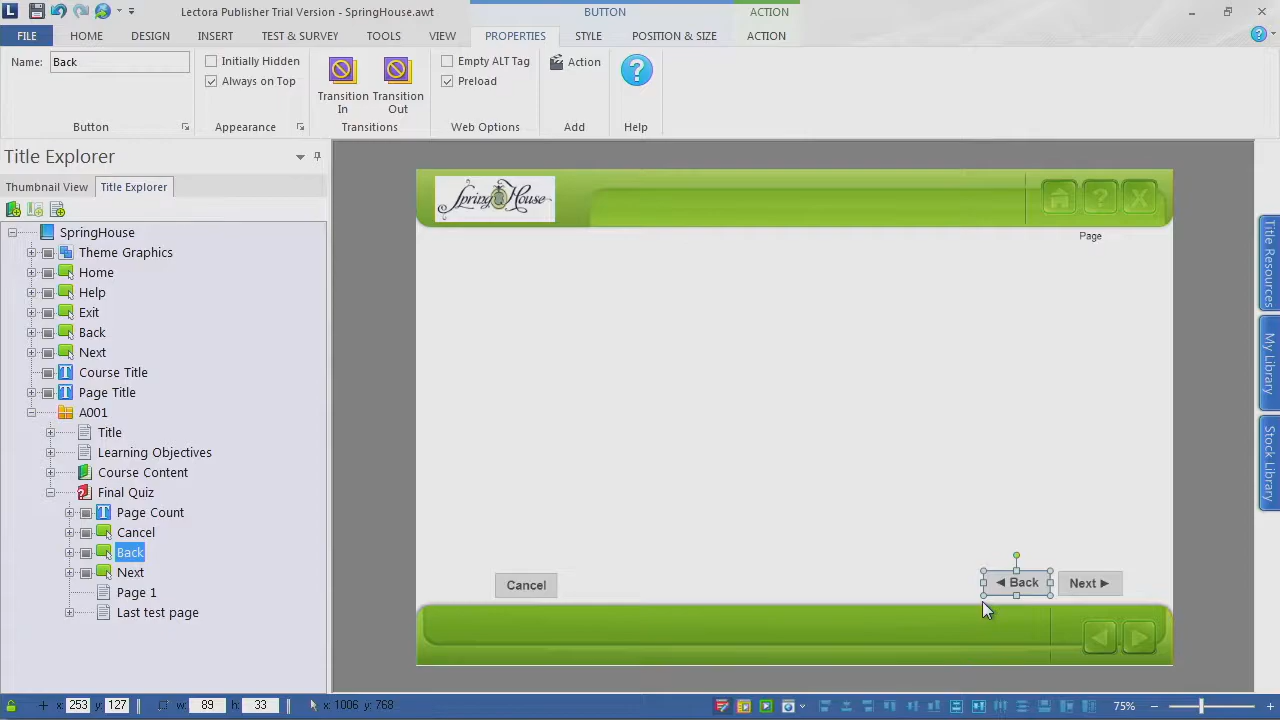 Lectora Publisher Trial Version - SpringHouse.awt
BUTTON
ACTION
FILE
HOME
DESIGN
INSERT
TEST & SURVEY
TOOLS
VIEW
PROPERTIES
STYLE
POSITION & SIZE
ACTION
Name: Back
Initially Hidden
Always on Top
Transition In
Transition Out
Empty ALT Tag
Preload
Action
Button
Appearance
Transitions
Web Options
Add
Help
Title Explorer
Thumbnail View
Title Explorer
SpringHouse
Theme Graphics
Home
Help
Exit
Back
Next
Course Title
Page Title
A001
Title
Learning Objectives
Course Content
Final Quiz
Page Count
Cancel
Back
Next
Page 1
Last test page
Spring House
Page
Cancel
Back
Next
Title Resources
My Library
Stock Library
x: 253 y: 127
w: 89 h: 33
x: 1006 y: 768
75%